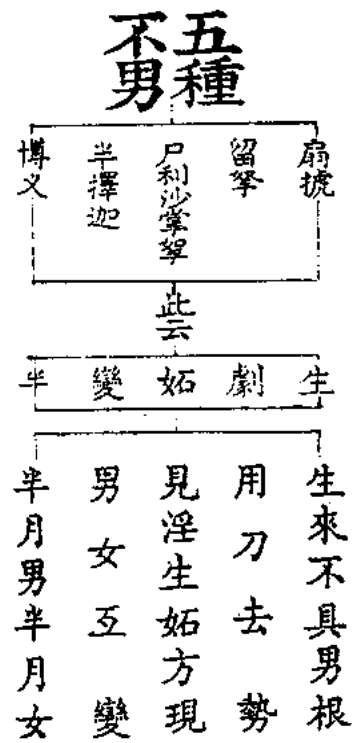 五種
不男
扇搋
留拏
尸利沙掌拏
半擇迦
博义
此云
生
劇
妬
變
半
生來不具男根
用刀去勢
見淫生妬方現
男女互變
半月男半月女